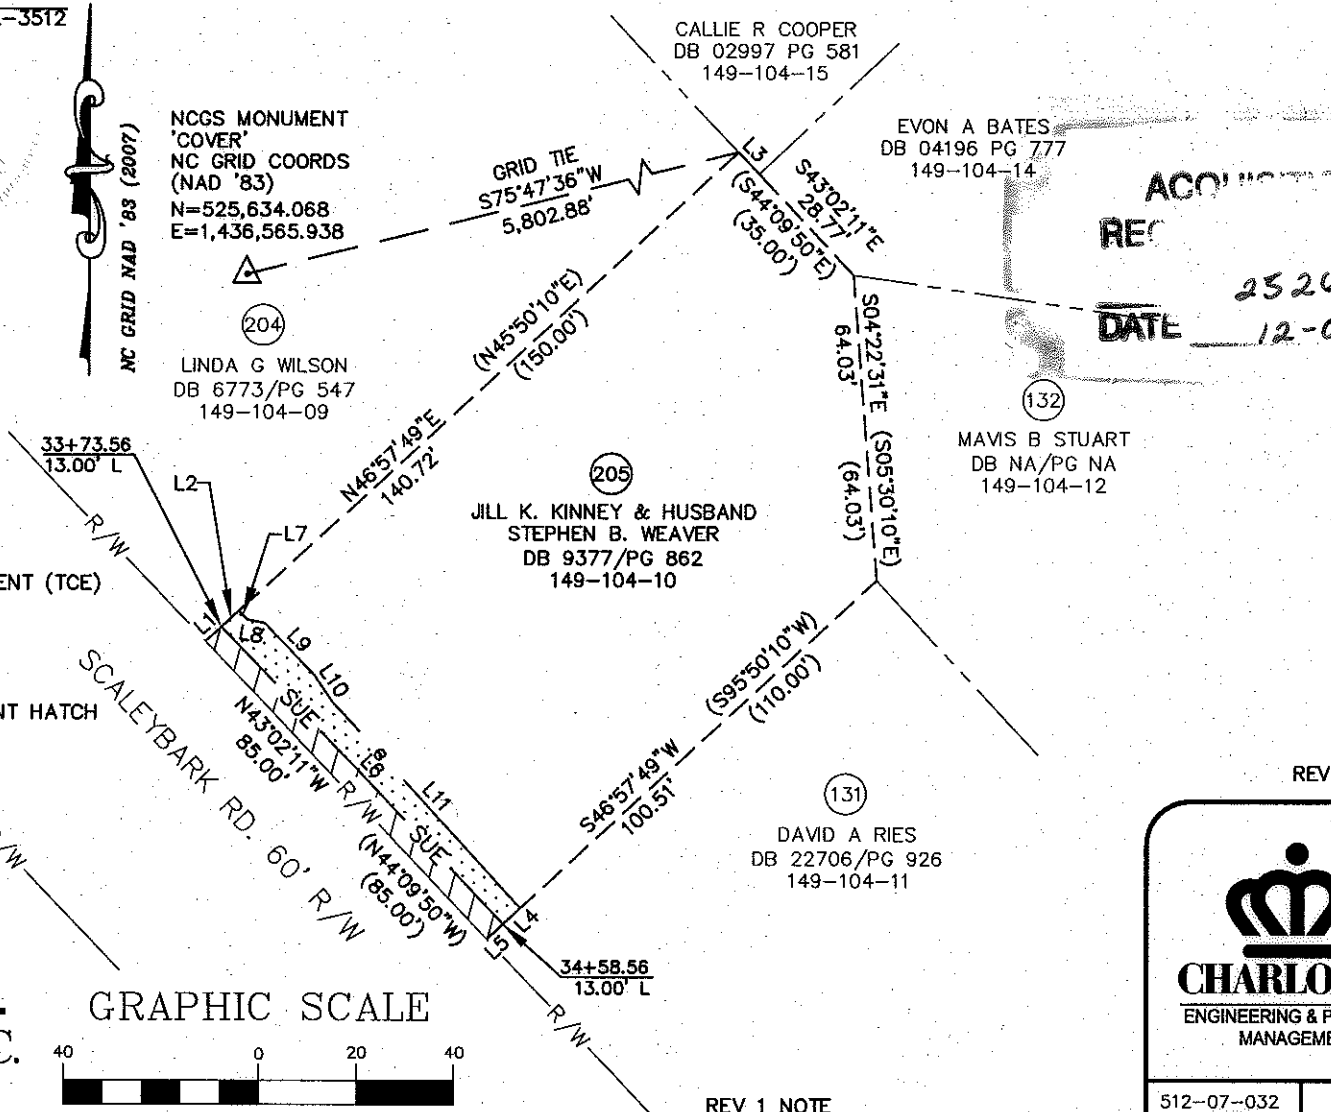 -3512
CALLIE R COOPER
DB 02997 PG 581
149-104-15
NCGS MONUMENT
'COVER'
NC GRID COORDS
(NAD '83)
N=525,634.068
E=1,436,565.938
NC GRID NAD '83 (2007)
GRID TIE
S75°47'36"W
5,802.88'
L3
EVON A BATES
DB 04196 PG 777
149-104-14
S43°02'11"E
28.77'
(S44°09'50"E)
(35.00')
DATE
12-0
2526
204
LINDA G WILSON
DB 6773/PG 547
149-104-09
(N45°50'10"E)
(150.00')
N46°57'49"E
140.72'
S04°22'31"E (S05°30'10"E)
64.03' (64.03')
132
MAVIS B STUART
DB NA/PG NA
149-104-12
33+73.56
13.00' L
L2
L7
R/W
205
JILL K. KINNEY & HUSBAND
STEPHEN B. WEAVER
DB 9377/PG 862
149-104-10
ENT (TCE)
L1
L8
L9
L10
SUE
N43°02'11"W
85.00'
NT HATCH
SCALEYBARK RD. 60' R/W
L6
L11
R/W
SUE
(N44°09'50"W)
(85.00')
(S95°50'10"W)
(110.00')
S46°57'49"W
100.51'
131
DAVID A RIES
DB 22706/PG 926
149-104-11
L4
L5
34+58.56
13.00' L
R/W
/W
REV
GRAPHIC SCALE
40 0 20 40
C.
CHARLO
ENGINEERING & P
MANAGEME
512-07-032
REV 1 NOTE